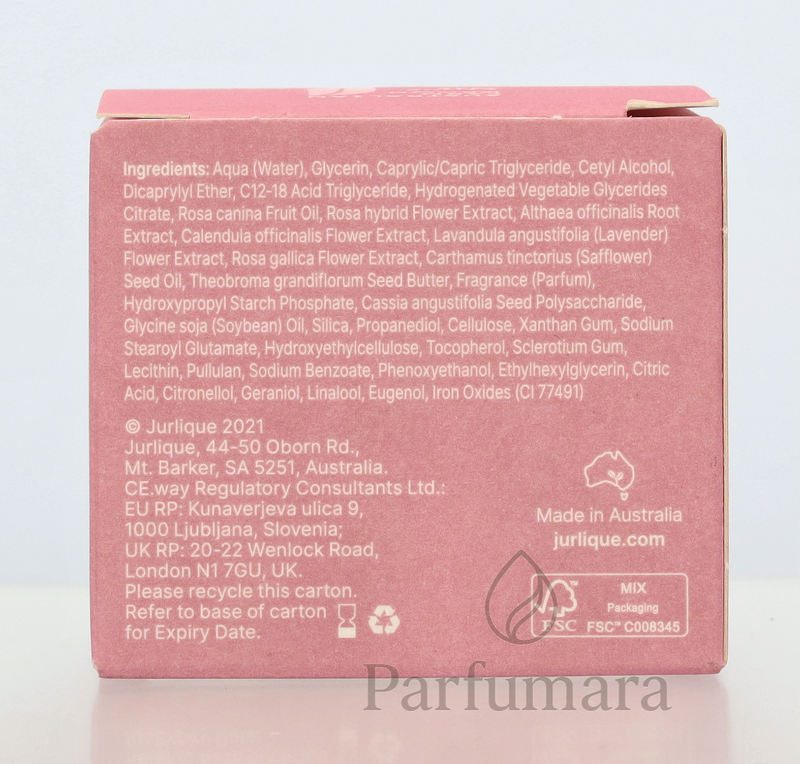 Ingredients: Aqua (Water), Glycerin, Caprylic/Capric Triglyceride, Cetyl Alcohol,
Dicaprylyl Ether, C12-18 Acid Triglyceride, Hydrogenated Vegetable Glycerides
Citrate, Rosa canina Fruit Oil, Rosa hybrid Flower Extract, Althaea officinalis Root
Extract, Calendula officinalis Flower Extract, Lavandula angustifolia (Lavender)
Flower Extract, Rosa gallica Flower Extract, Carthamus tinctorius (Safflower)
Seed Oil, Theobroma grandiflorum Seed Butter, Fragrance (Parfum),
Hydroxypropyl Starch Phosphate, Cassia angustifolia Seed Polysaccharide,
Glycine soja (Soybean) Oil, Silica, Propanediol, Cellulose, Xanthan Gum, Sodium
Stearoyl Glutamate, Hydroxyethylcellulose, Tocopherol, Sclerotium Gum,
Lecithin, Pullulan, Sodium Benzoate, Phenoxyethanol, Ethylhexylglycerin, Citric
Acid, Citronellol, Geraniol, Linalool, Eugenol, Iron Oxides (CI 77491)
© Jurlique 2021
Jurlique, 44-50 Oborn Rd.,
Mt. Barker, SA 5251, Australia.
CE.way Regulatory Consultants Ltd.:
EU RP: Kunaverjeva ulica 9,
1000 Ljubljana, Slovenia;
UK RP: 20-22 Wenlock Road,
London N1 7GU, UK.
Please recycle this carton.
Refer to base of carton
for Expiry Date.
Made in Australia
jurlique.com
MIX
Packaging
FSC FSC™ C008345
Parfumara